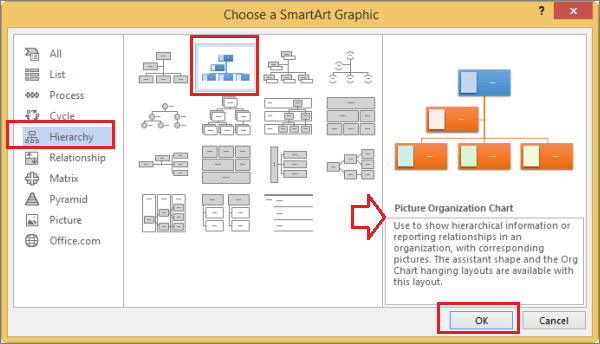 Choose a SmartArt Graphic
?
All
List
Process
Cycle
Hierarchy
Relationship
Matrix
Pyramid
Picture
Office.com
Picture Organization Chart
Use to show hierarchical information or
reporting relationships in an
organization, with corresponding
pictures. The assistant shape and the Org
Chart hanging layouts are available with
this layout.
OK
Cancel